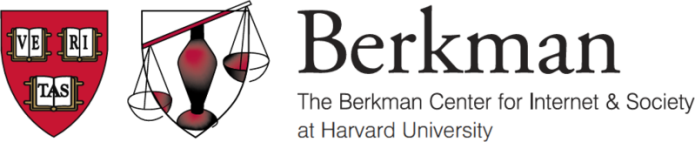 VE RI
TAS
Berkman
The Berkman Center for Internet & Society
at Harvard University